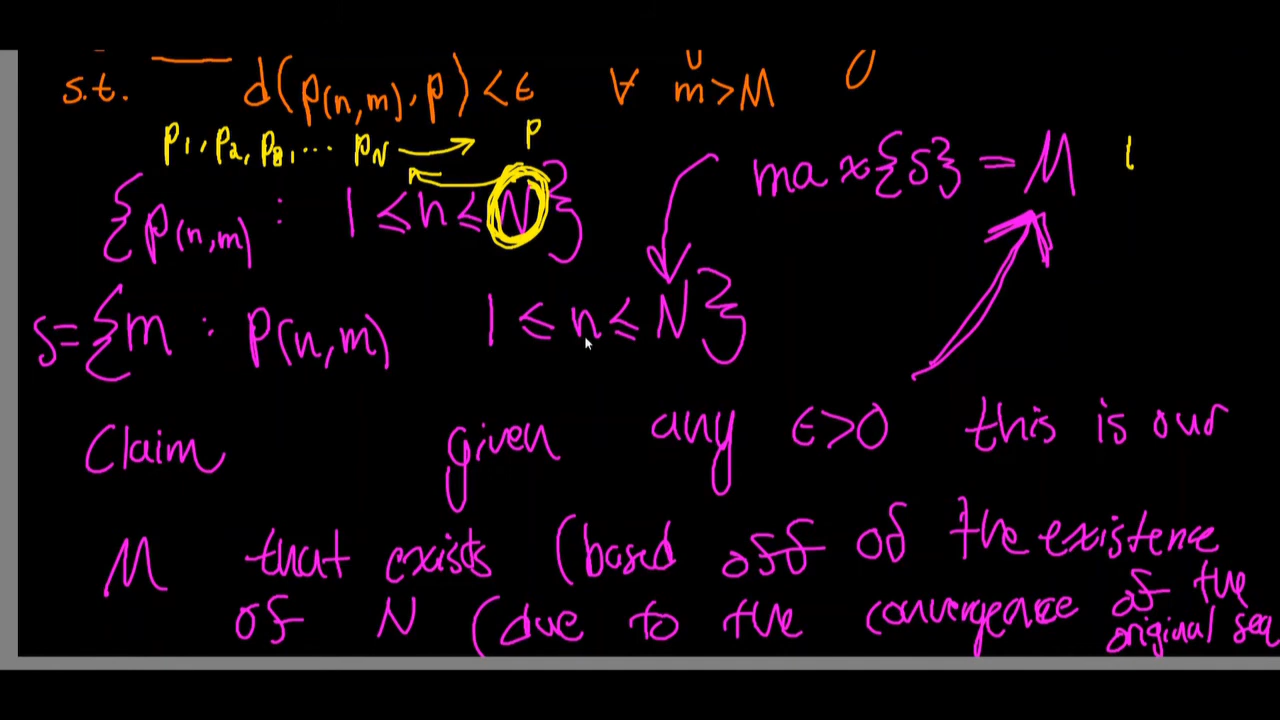 s.t. d(p(n,m), p) < ε ∀ m > M
p1, p2, p3, ... pN → p
{p(n,m) : 1 ≤ n ≤ N} max{S} = M
S = {m : p(n,m) 1 ≤ n ≤ N}
Claim given any ε>0 this is our
M that exists (based off of the existence
of N (due to the convergence of the
original seq